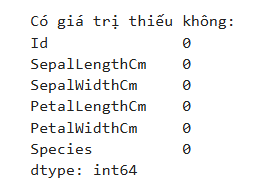 Có giá trị thiếu không:
Id                 0
SepalLengthCm      0
SepalWidthCm       0
PetalLengthCm      0
PetalWidthCm       0
Species            0
dtype: int64